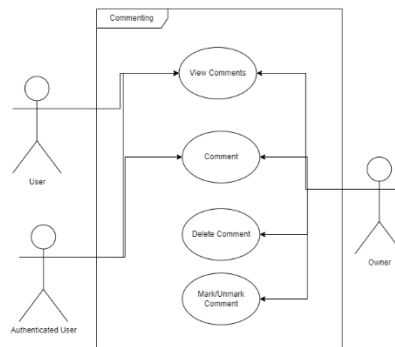 Commenting
View Comments
User
Comment
Delete Comment
Owner
Mark/Unmark
Comment
Authenticated User